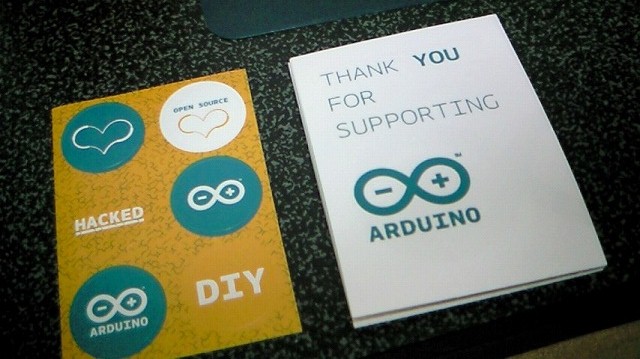 OPEN SOURCE
HACKED
ARDUINO
DIY
THANK YOU
FOR
SUPPORTING
ARDUINO